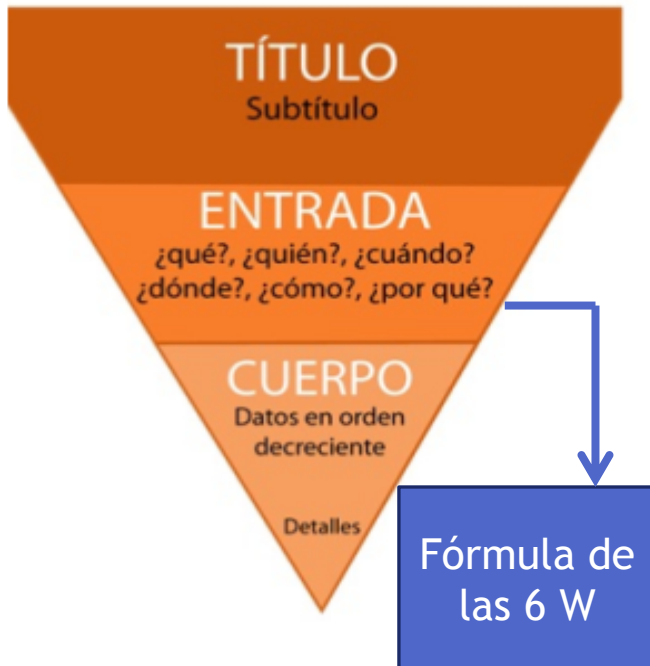 TÍTULO
Subtítulo
ENTRADA
¿qué?, ¿quién?, ¿cuándo?
¿dónde?, ¿cómo?, ¿por qué?
CUERPO
Datos en orden
decreciente
Detalles
Fórmula de
las 6 W